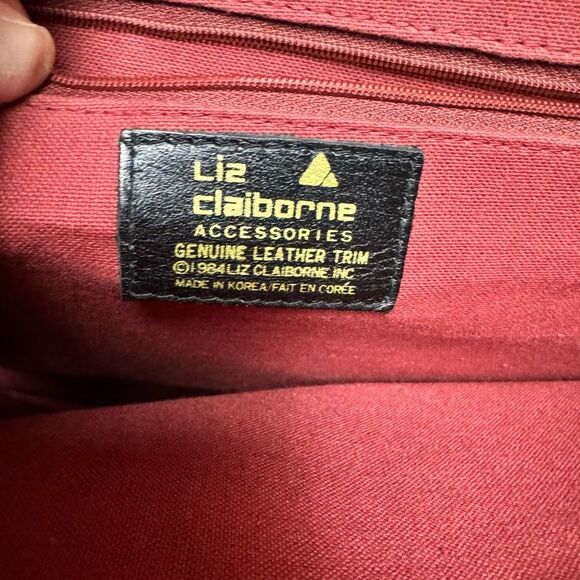 Liz
claiborne
ACCESSORIES
GENUINE LEATHER TRIM
©1984 LIZ CLAIBORNE INC
MADE IN KOREA/FAIT EN CORÉE